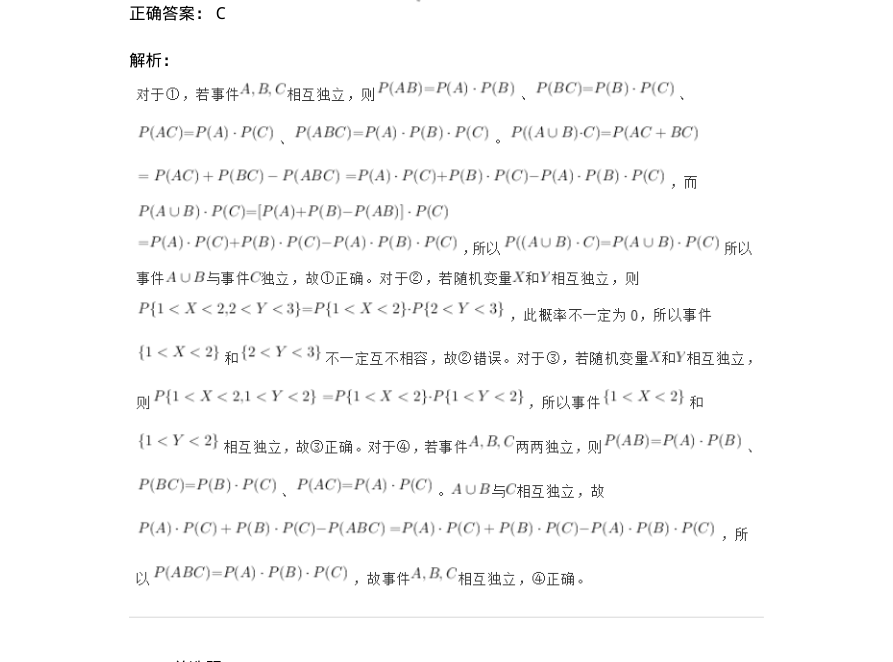 正确答案： C
解析：
对于①，若事件A, B, C相互独立，则P(AB)=P(A)·P(B) 、P(BC)=P(B)·P(C) 、
P(AC)=P(A)·P(C) 、P(ABC)=P(A)·P(B)·P(C) 。P((A∪B)·C)=P(AC+BC)
= P(AC)+P(BC)−P(ABC) =P(A)·P(C)+P(B)·P(C)−P(A)·P(B)·P(C) ，而
P(A∪B)·P(C)=[P(A)+P(B)−P(AB)]·P(C)
=P(A)·P(C)+P(B)·P(C)−P(A)·P(B)·P(C) ，所以P((A∪B)·C)=P(A∪B)·P(C) 所以
事件A∪B与事件C独立，故①正确。对于②，若随机变量X和Y相互独立，则
P{1<X<2,2<Y<3}=P{1<X<2}·P{2<Y<3} ，此概率不一定为 0，所以事件
{1<X<2} 和{2<Y<3} 不一定互不相容，故②错误。对于③，若随机变量X和Y相互独立，
则P{1<X<2,1<Y<2} =P{1<X<2}·P{1<Y<2} ，所以事件{1<X<2} 和
{1<Y<2} 相互独立，故③正确。对于④，若事件A, B, C两两独立，则P(AB)=P(A)·P(B) 、
P(BC)=P(B)·P(C) 、P(AC)=P(A)·P(C) 。A∪B与C相互独立，故
P(A)·P(C)+P(B)·P(C)−P(ABC) =P(A)·P(C)+P(B)·P(C)−P(A)·P(B)·P(C) ，所
以P(ABC)=P(A)·P(B)·P(C) ，故事件A, B, C相互独立，④正确。